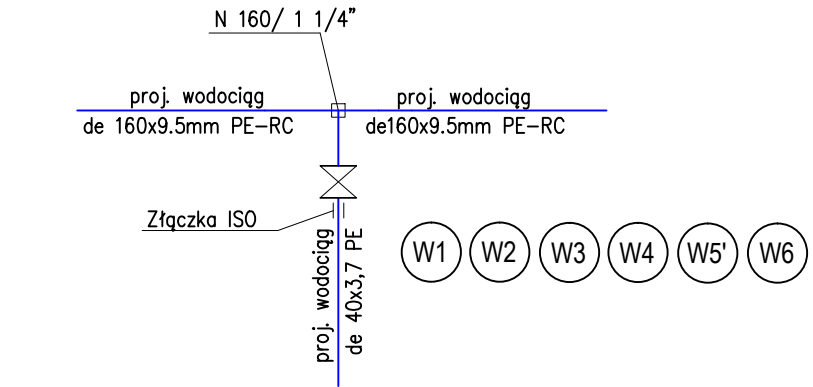 N 160/ 1 1/4"
proj. wodociąg
de 160x9.5mm PE-RC
proj. wodociąg
de160x9.5mm PE-RC
Złączka ISO
proj. wodociąg
de 40x3,7 PE
W1 W2 W3 W4 W5' W6